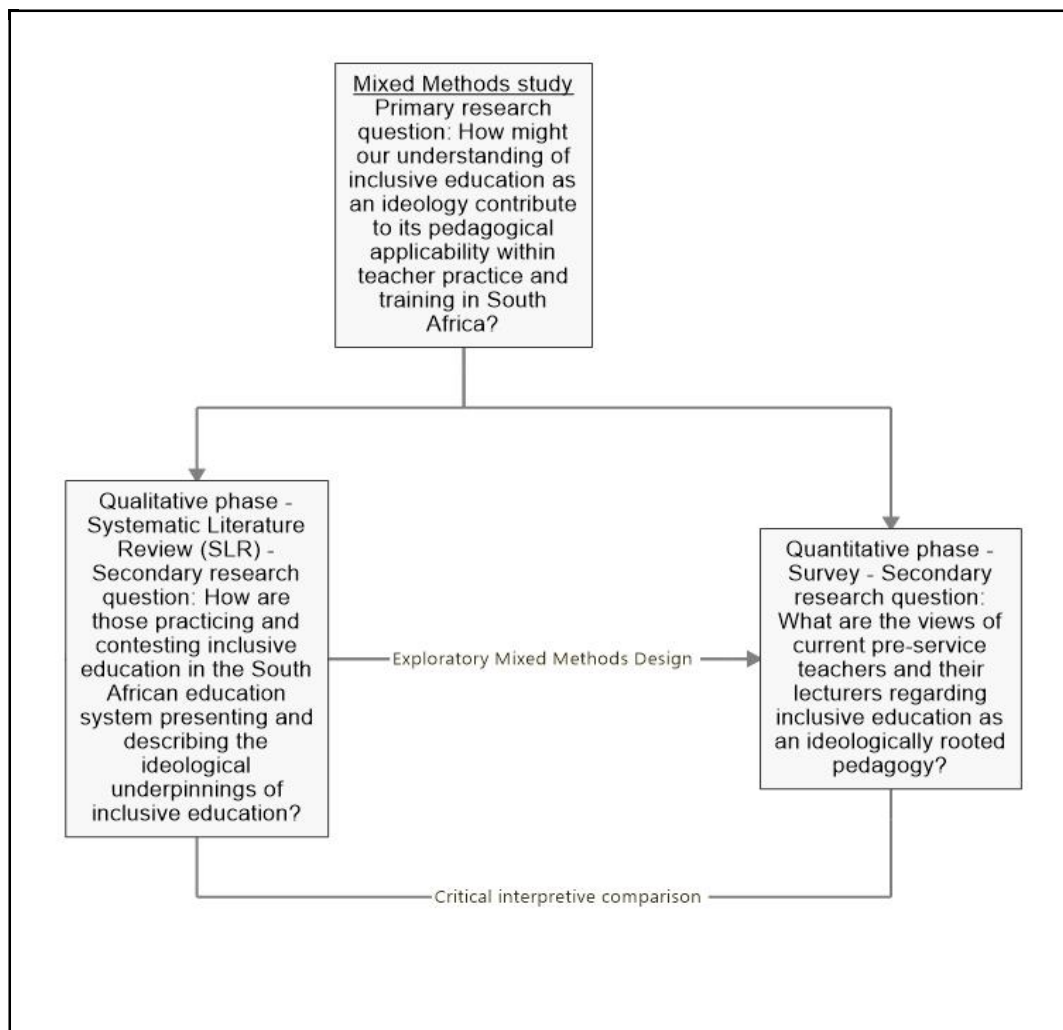 Mixed Methods study
Primary research
question: How might
our understanding of
inclusive education as
an ideology contribute
to its pedagogical
applicability within
teacher practice and
training in South
Africa?
Qualitative phase -
Systematic Literature
Review (SLR) -
Secondary research
question: How are
those practicing and
contesting inclusive
education in the South
African education
system presenting and
describing the
ideological
underpinnings of
inclusive education?
Exploratory Mixed Methods Design
Quantitative phase -
Survey - Secondary
research question:
What are the views of
current pre-service
teachers and their
lecturers regarding
inclusive education as
an ideologically rooted
pedagogy?
Critical interpretive comparison